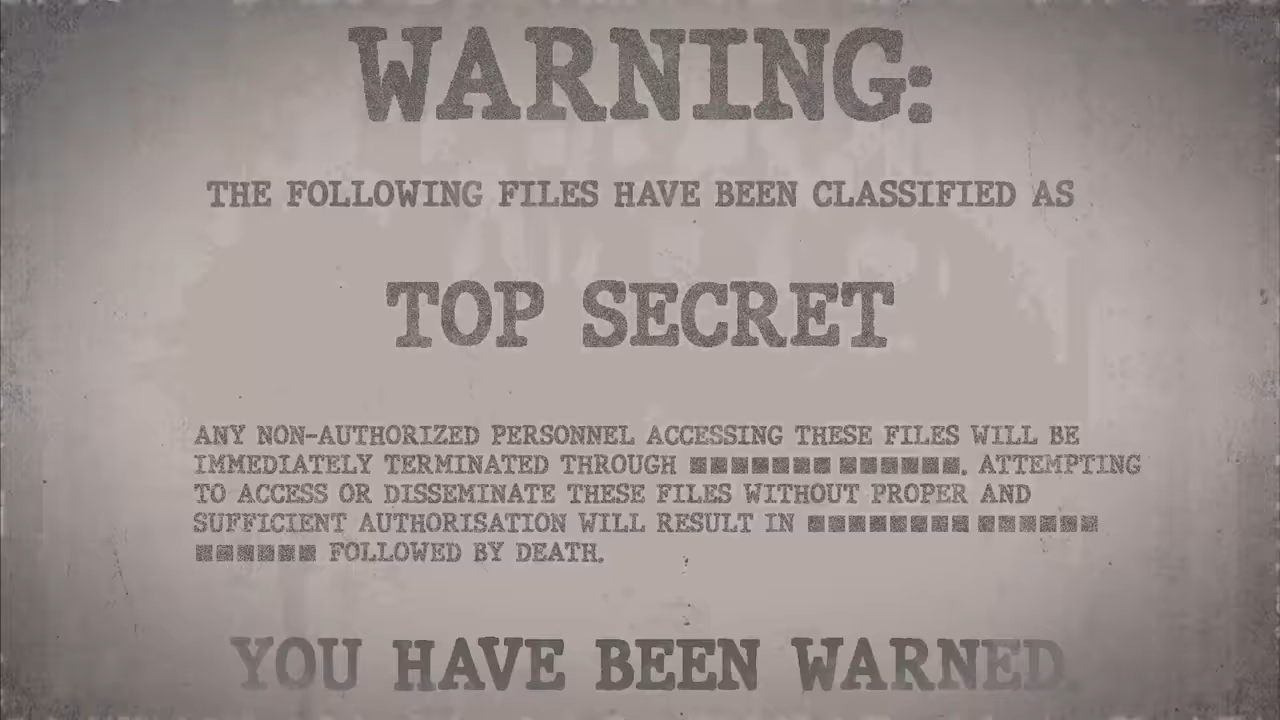 WARNING:
THE FOLLOWING FILES HAVE BEEN CLASSIFIED AS
TOP SECRET
ANY NON-AUTHORIZED PERSONNEL ACCESSING THESE FILES WILL BE
IMMEDIATELY TERMINATED THROUGH ■■■■■■■ ■■■■■■. ATTEMPTING
TO ACCESS OR DISSEMINATE THESE FILES WITHOUT PROPER AND
SUFFICIENT AUTHORISATION WILL RESULT IN ■■■■■■■■ ■■■■■■
■■■■■■ FOLLOWED BY DEATH.
YOU HAVE BEEN WARNED.